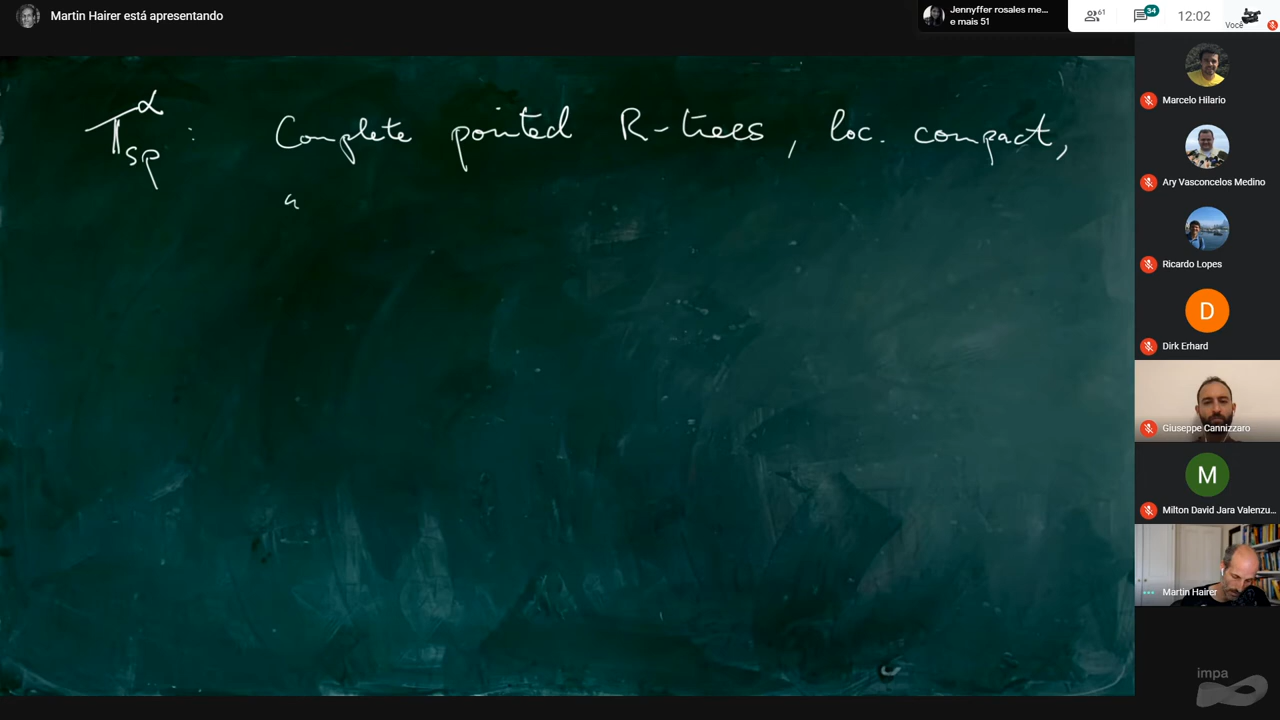 Martin Hairer está apresentando
Jennyffer rosales me...
e mais 51
61
34
12:02
Você
𝕋^α_sp : Complete pointed R-trees, loc. compact,
Marcelo Hilario
Ary Vasconcelos Medino
Ricardo Lopes
D
Dirk Erhard
Giuseppe Cannizzaro
M
Milton David Jara Valenzu...
Martin Hairer
impa